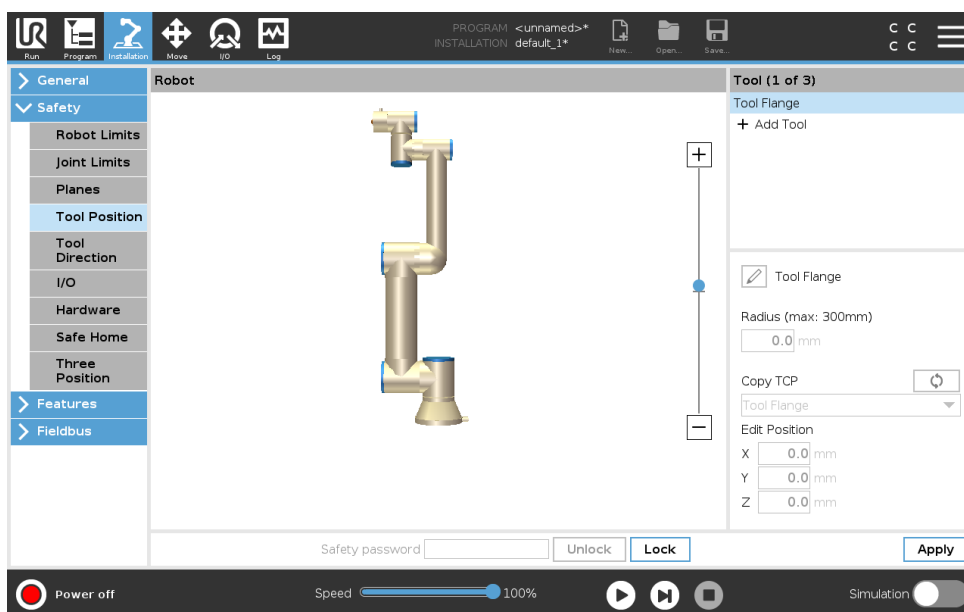 UR
Run
Program
Installation
Move
I/O
Log
PROGRAM <unnamed>*
INSTALLATION default_1*
New...
Open...
Save...
C C
C C
General
Safety
Robot Limits
Joint Limits
Planes
Tool Position
Tool
Direction
I/O
Hardware
Safe Home
Three
Position
Features
Fieldbus
Robot
Tool (1 of 3)
Tool Flange
+ Add Tool
Tool Flange
Radius (max: 300mm)
0.0 mm
Copy TCP
Tool Flange
Edit Position
X 0.0 mm
Y 0.0 mm
Z 0.0 mm
Safety password
Unlock
Lock
Apply
Power off
Speed 100%
Simulation